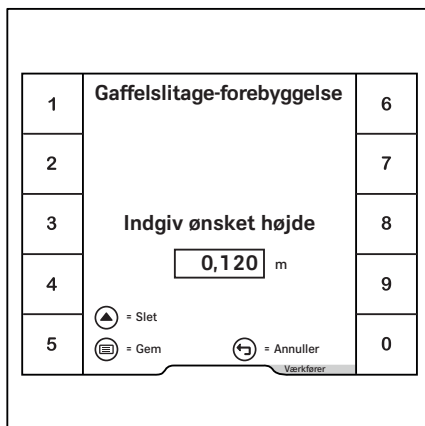 Gaffelslitage-forebyggelse
1
6
2
7
3
Indgiv ønsket højde
8
0,120 m
4
9
= Slet
5
= Gem
= Annuller
0
Værkfører